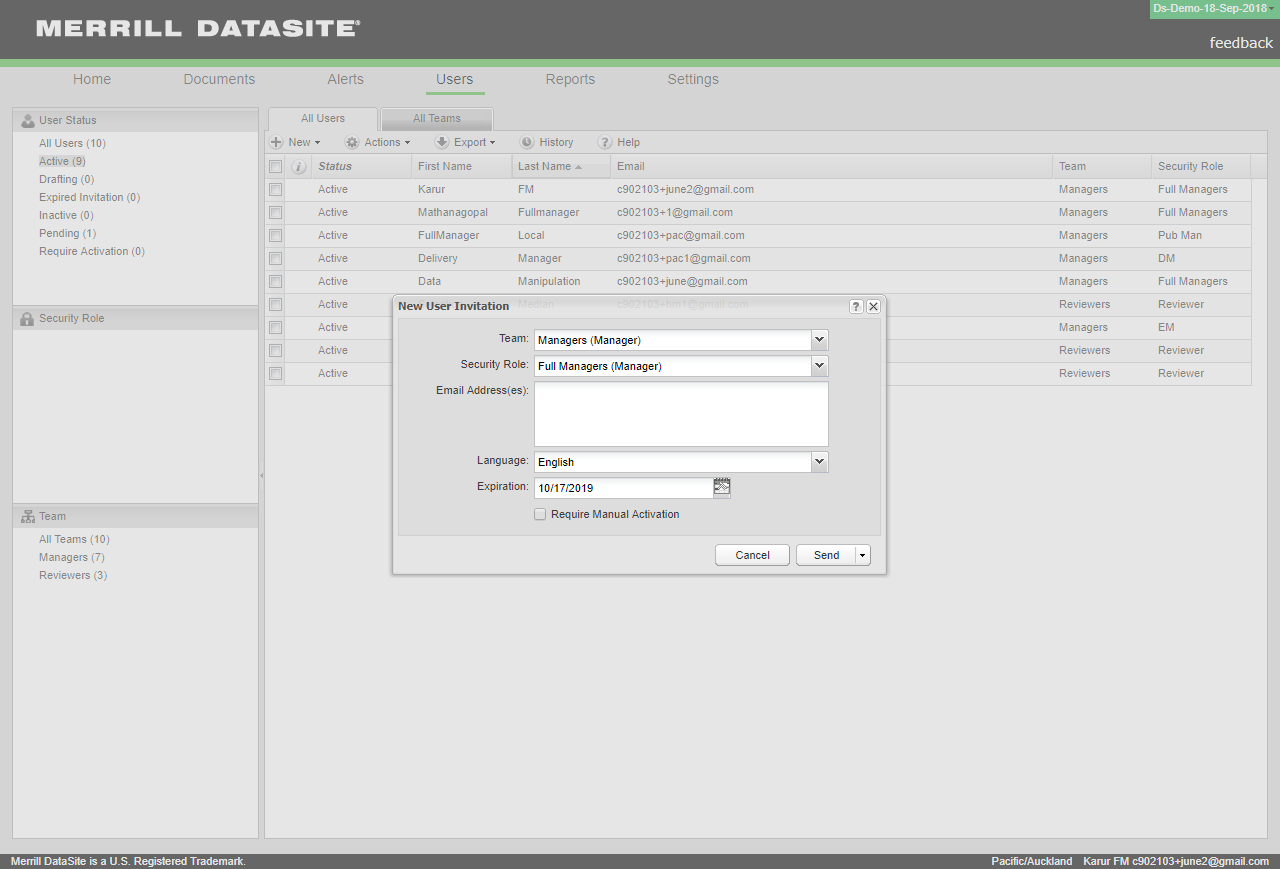 Ds-Demo-18-Sep-2018
MERRILL DATASITE®
feedback
Home Documents Alerts Users Reports Settings
User Status
All Users (10)
Active (9)
Drafting (0)
Expired Invitation (0)
Inactive (0)
Pending (1)
Require Activation (0)
Security Role
Team
All Teams (10)
Managers (7)
Reviewers (3)
All Users All Teams
New Actions Export History ? Help
i Status First Name Last Name Email Team Security Role
Active Karur FM c902103+june2@gmail.com Managers Full Managers
Active Mathanagopal Fullmanager c902103+1@gmail.com Managers Full Managers
Active FullManager Local c902103+pac@gmail.com Managers Pub Man
Active Delivery Manager c902103+pac1@gmail.com Managers DM
Active Data Manipulation c902103+june@gmail.com Managers Full Managers
Active Median c902103+hm1@gmail.com Reviewers Reviewer
Active Managers EM
Active Reviewers Reviewer
Active Reviewers Reviewer
New User Invitation ?
Team: Managers (Manager)
Security Role: Full Managers (Manager)
Email Address(es):
Language: English
Expiration: 10/17/2019
Require Manual Activation
Cancel Send
Merrill DataSite is a U.S. Registered Trademark. Pacific/Auckland Karur FM c902103+june2@gmail.com